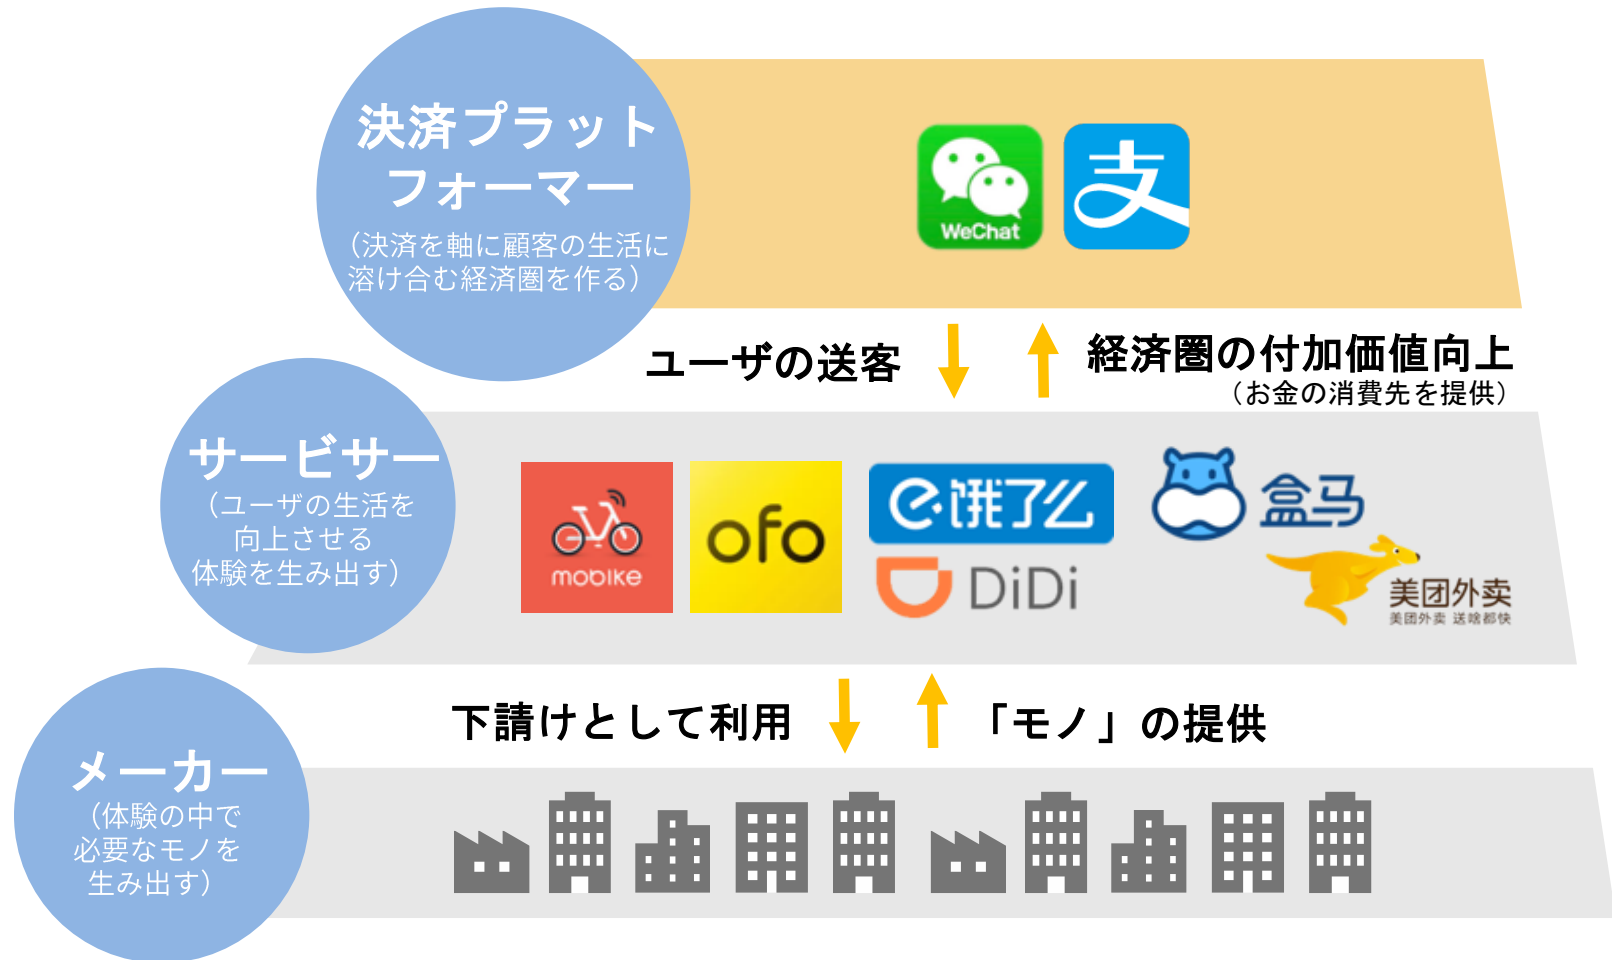 決済プラット
フォーマー
（決済を軸に顧客の生活に
溶け合む経済圏を作る）
WeChat
支
ユーザの送客
経済圏の付加価値向上
（お金の消費先を提供）
サービサー
（ユーザの生活を
向上させる
体験を生み出す）
mobike
ofo
e·饿了么
DiDi
盒马
美团外卖
美团外卖 送啥都快
下請けとして利用
「モノ」の提供
メーカー
（体験の中で
必要なモノを
生み出す）